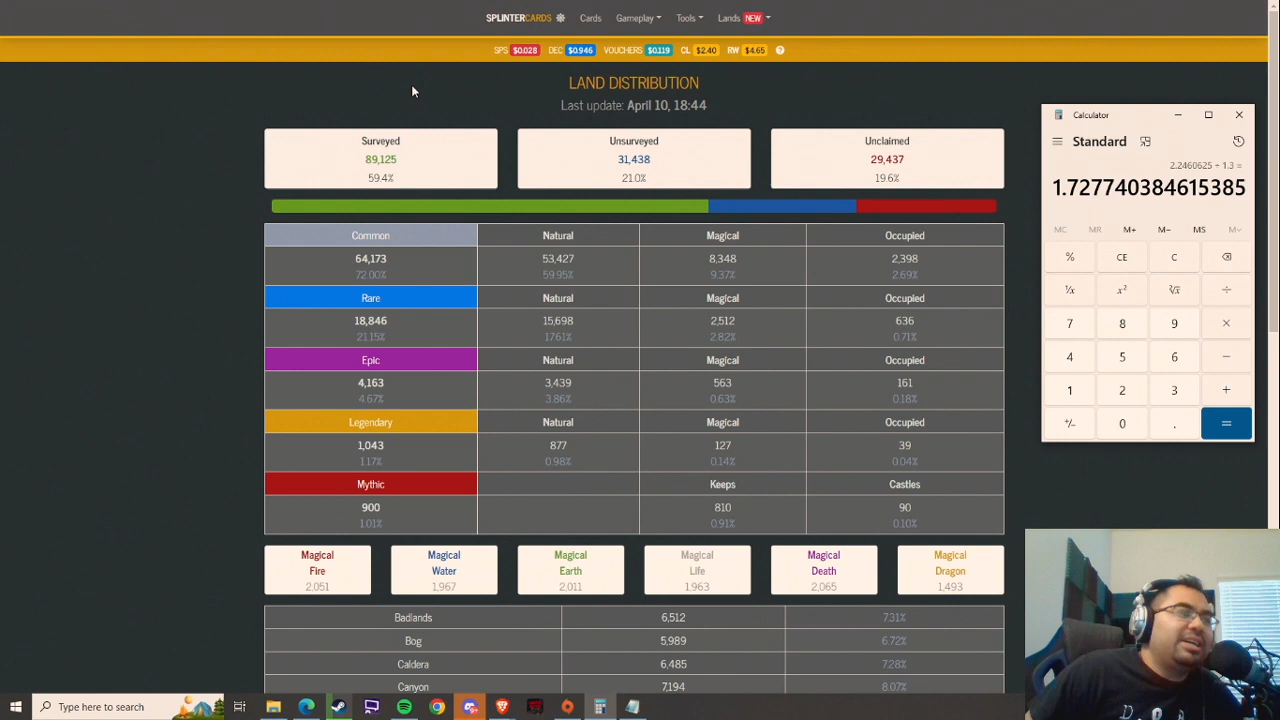 SPLINTERCARDS Cards Gameplay Tools Lands NEW
SPS $0.028 DEC $0.946 VOUCHERS $0.119 CL $2.40 RW $4.65
LAND DISTRIBUTION
Last update: April 10, 18:44
Surveyed Unsurveyed Unclaimed
89,125 31,438 29,437
59.4% 21.0% 19.6%
Common Natural Magical Occupied
64,173 53,427 8,348 2,398
72.00% 59.95% 9.37% 2.69%
Rare Natural Magical Occupied
18,846 15,698 2,512 636
21.15% 17.61% 2.82% 0.71%
Epic Natural Magical Occupied
4,163 3,439 563 161
4.67% 3.86% 0.63% 0.18%
Legendary Natural Magical Occupied
1,043 877 127 39
1.17% 0.98% 0.14% 0.04%
Mythic Keeps Castles
900 810 90
1.01% 0.91% 0.10%
Magical Magical Magical Magical Magical Magical
Fire Water Earth Life Death Dragon
2,051 1,967 2,011 1,963 2,065 1,493
Badlands 6,512 7.31%
Bog 5,989 6.72%
Caldera 6,485 7.28%
Canyon 7,194 8.07%
Calculator
Standard
2.2460625 ÷ 1.3 =
1.727740384615385
MC MR M+ M− MS M˅
% CE C
¹/x x² ²√x ÷
7 8 9 ×
4 5 6 −
1 2 3 +
+/− 0 . =
Type here to search